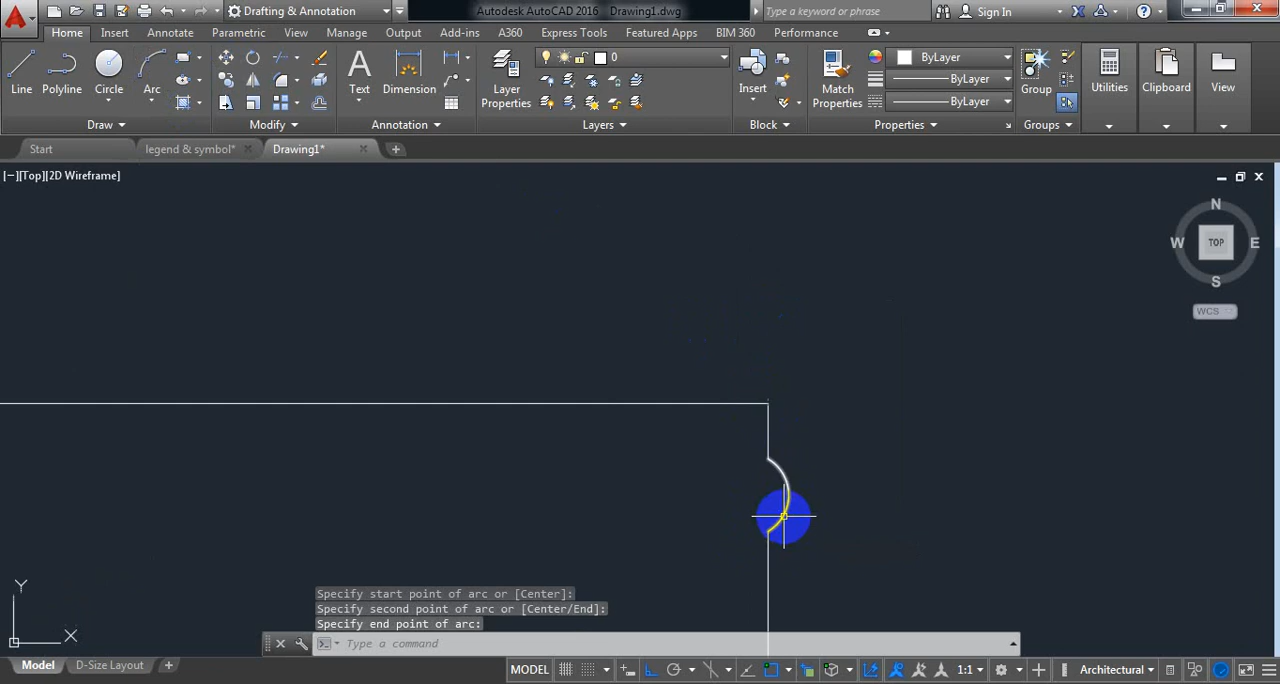 Drafting & Annotation
Autodesk AutoCAD 2016 Drawing1.dwg
Type a keyword or phrase
Sign In
Home Insert Annotate Parametric View Manage Output Add-ins A360 Express Tools Featured Apps BIM 360 Performance
0
ByLayer
ByLayer
ByLayer
Line Polyline Circle Arc Text Dimension Layer Properties Insert Match Properties Group Utilities Clipboard View
Draw Modify Annotation Layers Block Properties Groups
Start legend & symbol* Drawing1*
[−][Top][2D Wireframe]
N
W TOP E
S
WCS
Y
X
Specify start point of arc or [Center]:
Specify second point of arc or [Center/End]:
Specify end point of arc:
Type a command
Model D-Size Layout
MODEL 1:1 Architectural